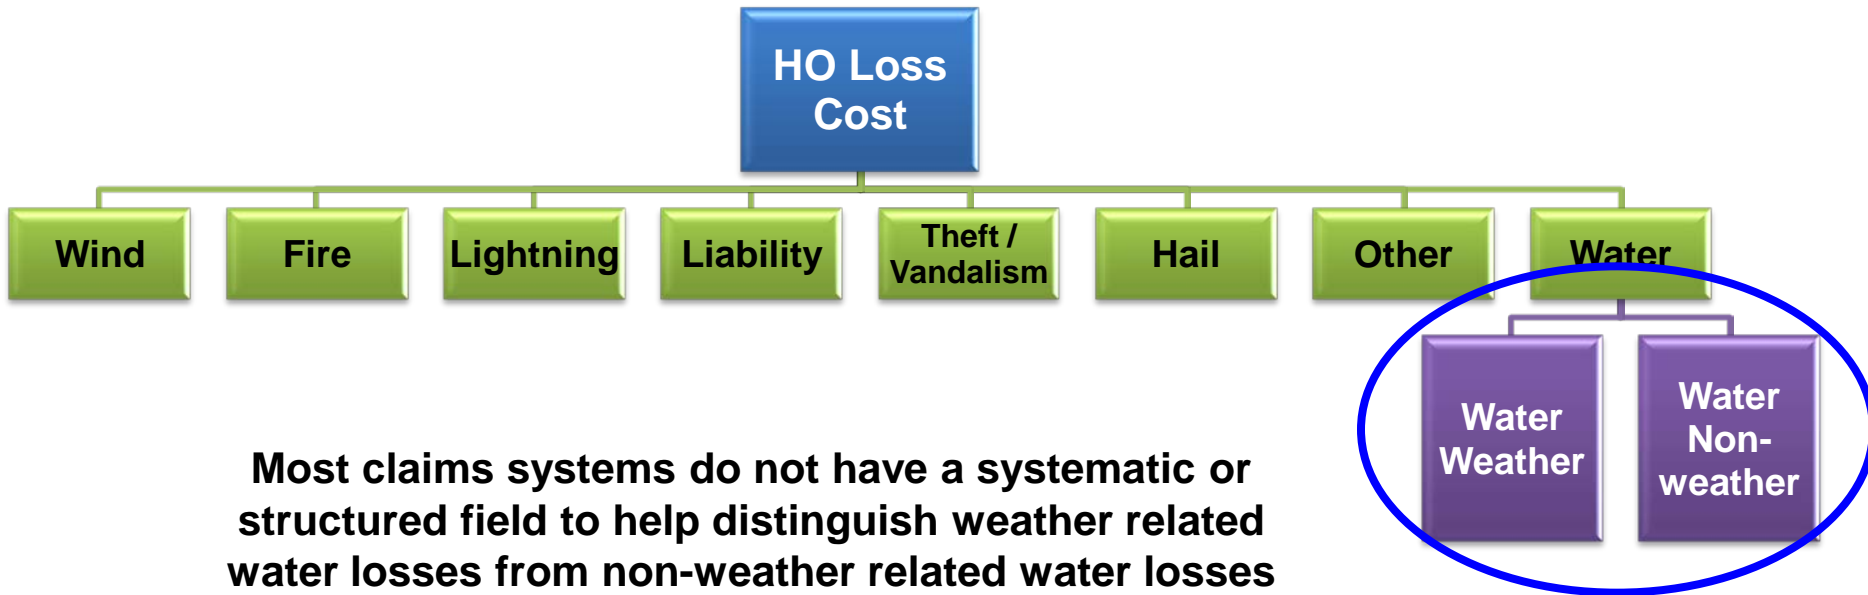 HO Loss
Cost
Wind
Fire
Lightning
Liability
Theft /
Vandalism
Hail
Other
Water
Water
Weather
Water
Non-
weather
Most claims systems do not have a systematic or
structured field to help distinguish weather related
water losses from non-weather related water losses